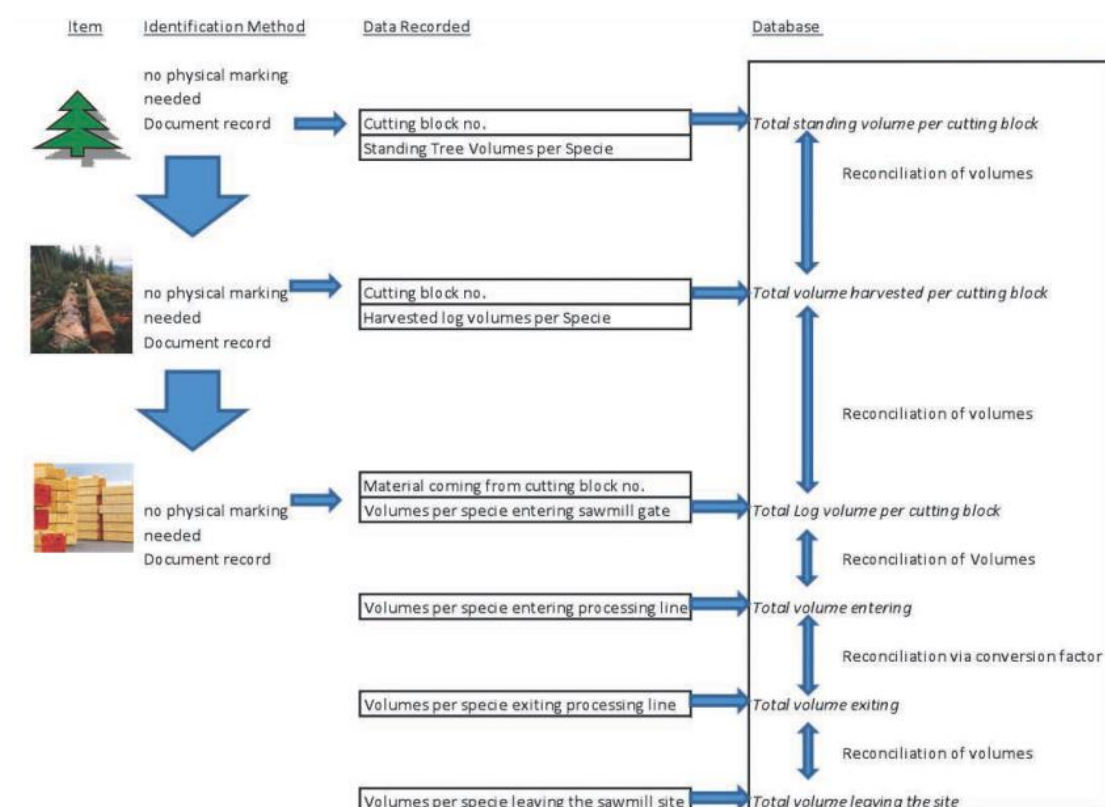 Item Identification Method Data Recorded Database
no physical marking
needed
Document record
Cutting block no.
Standing Tree Volumes per Specie
Total standing volume per cutting block
Reconciliation of volumes
no physical marking
needed
Document record
Cutting block no.
Harvested log volumes per Specie
Total volume harvested per cutting block
Reconciliation of volumes
no physical marking
needed
Document record
Material coming from cutting block no.
Volumes per specie entering sawmill gate
Total Log volume per cutting block
Reconciliation of Volumes
Volumes per specie entering processing line
Total volume entering
Reconciliation via conversion factor
Volumes per specie exiting processing line
Total volume exiting
Reconciliation of volumes
Volumes per specie leaving the sawmill site
Total volume leaving the site